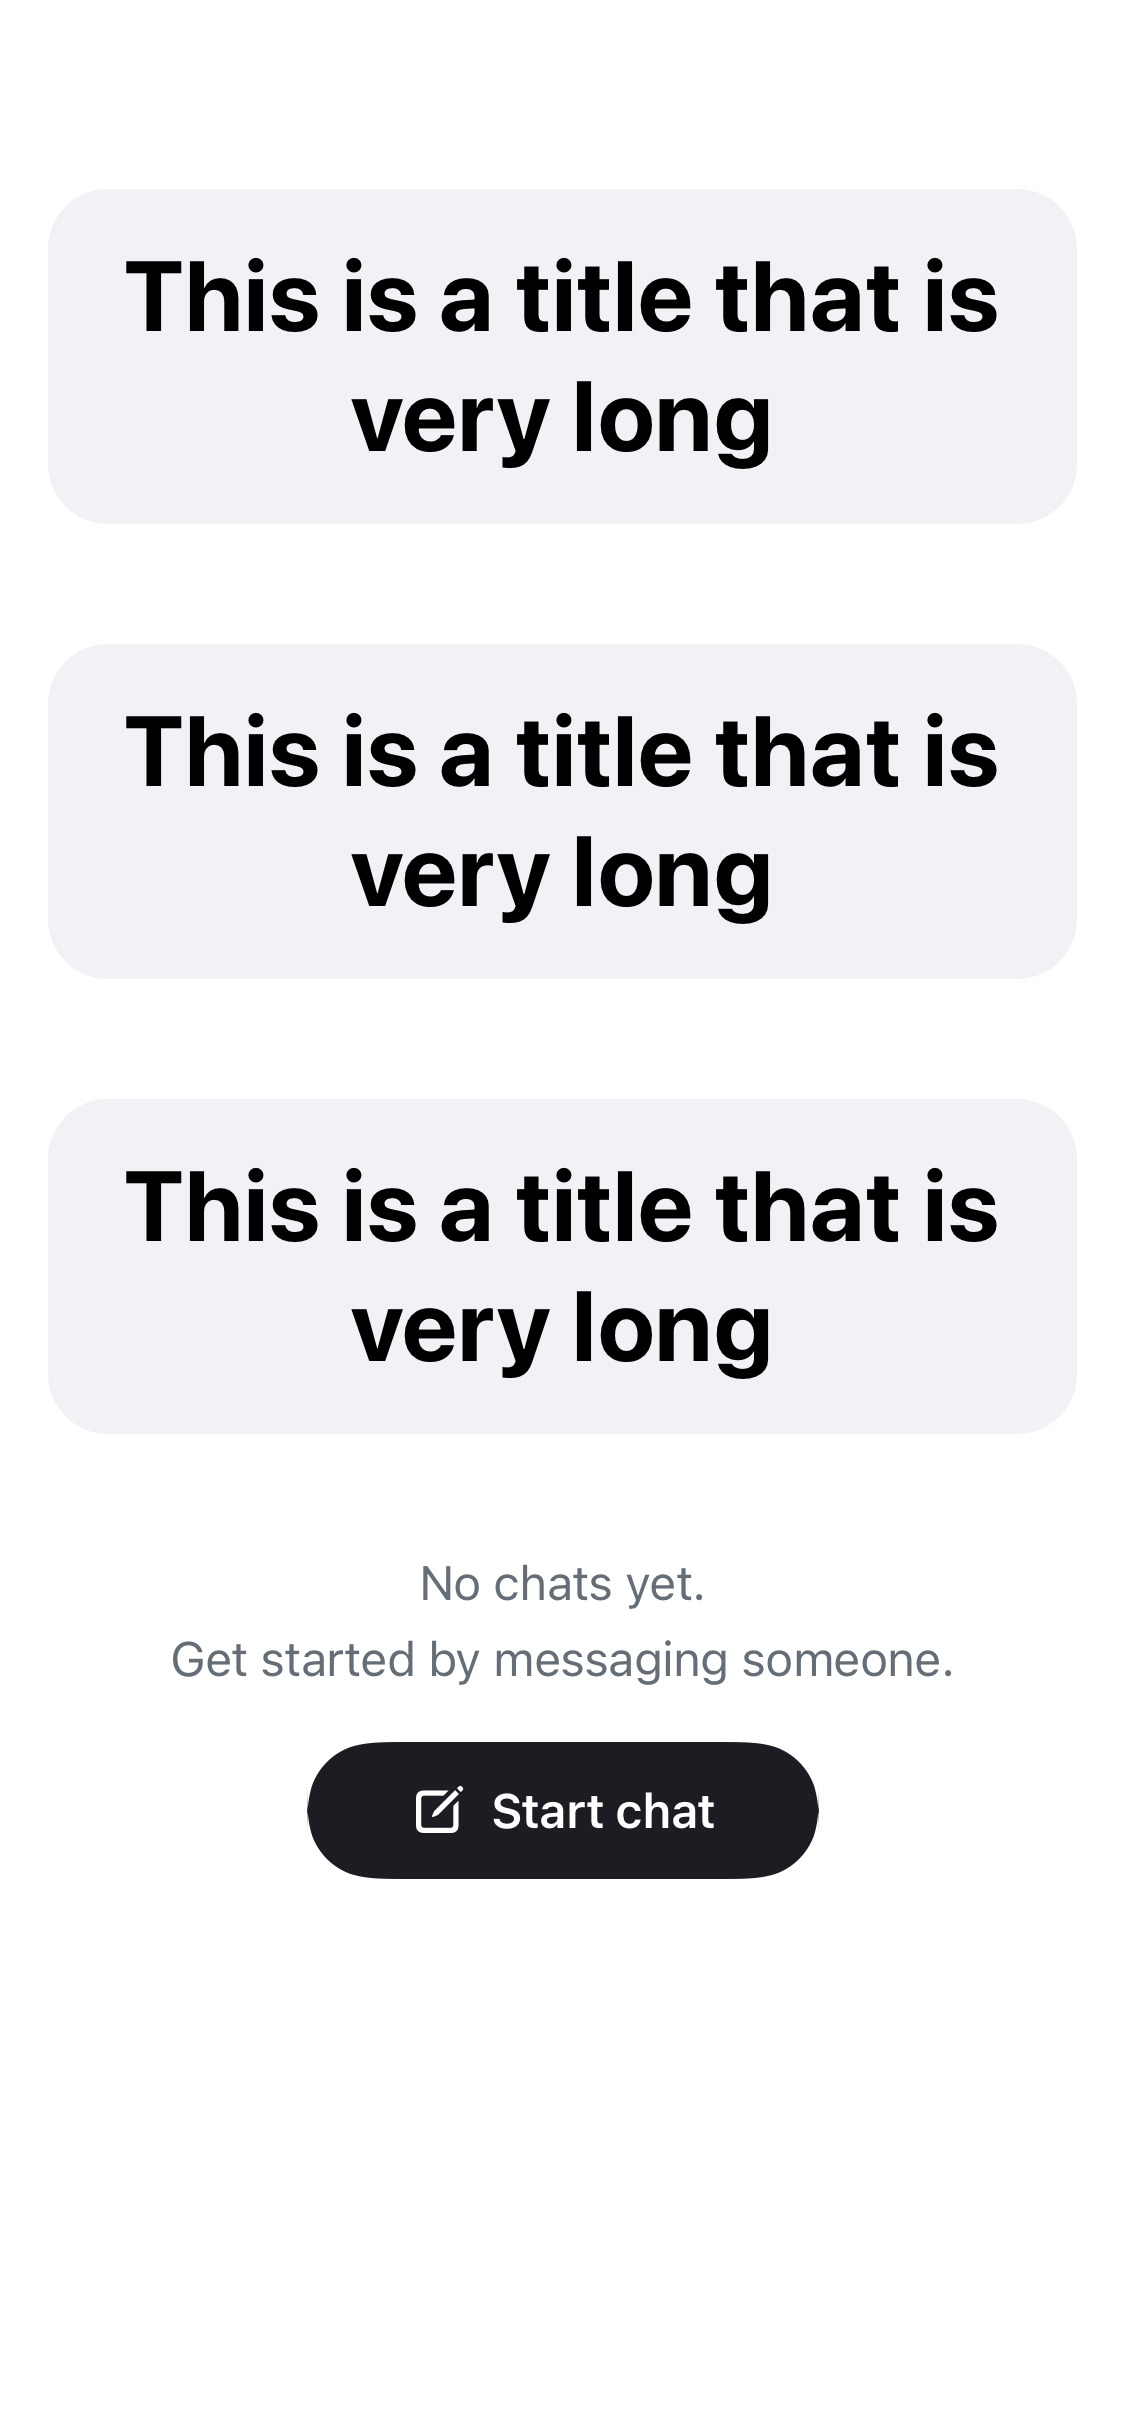 This is a title that is
very long
This is a title that is
very long
This is a title that is
very long
No chats yet.
Get started by messaging someone.
Start chat